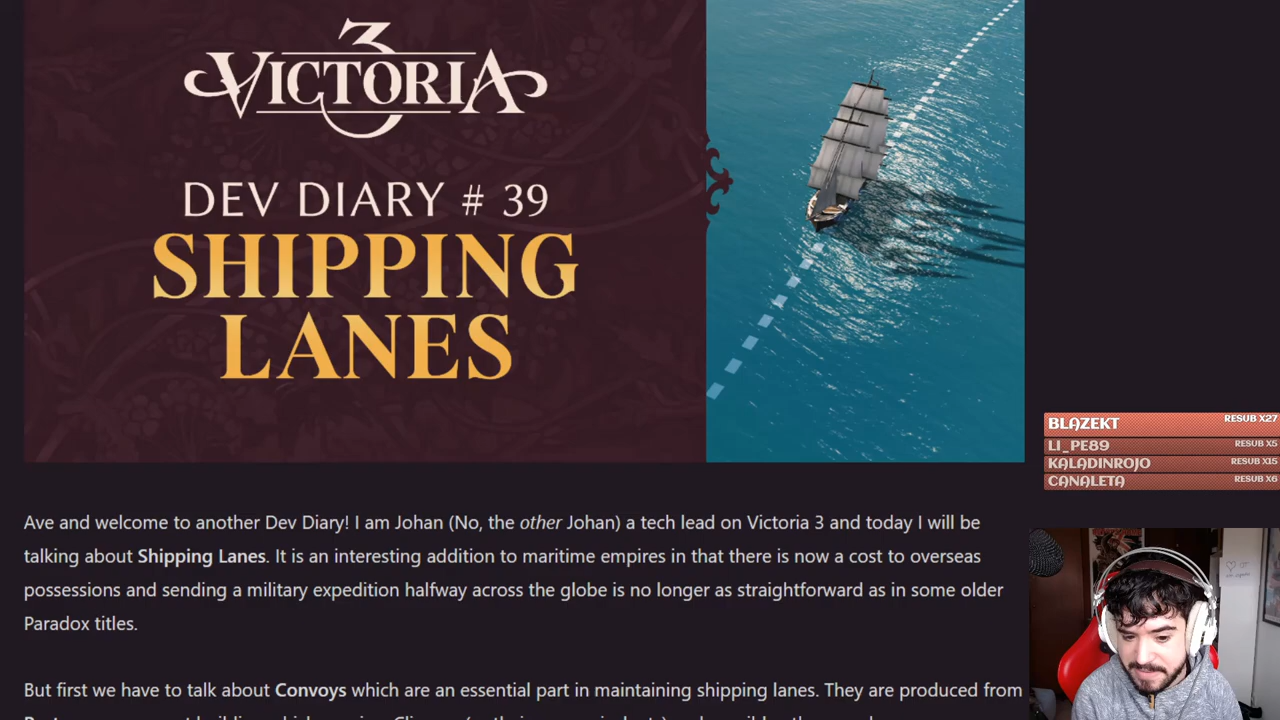 VICTORIA
3
DEV DIARY # 39
SHIPPING
LANES
BLAZEKT RESUB X27
LI_PE89 RESUB X5
KALADINROJO RESUB X15
CANALETA RESUB X6
Ave and welcome to another Dev Diary! I am Johan (No, the other Johan) a tech lead on Victoria 3 and today I will be
talking about Shipping Lanes. It is an interesting addition to maritime empires in that there is now a cost to overseas
possessions and sending a military expedition halfway across the globe is no longer as straightforward as in some older
Paradox titles.
But first we have to talk about Convoys which are an essential part in maintaining shipping lanes. They are produced from